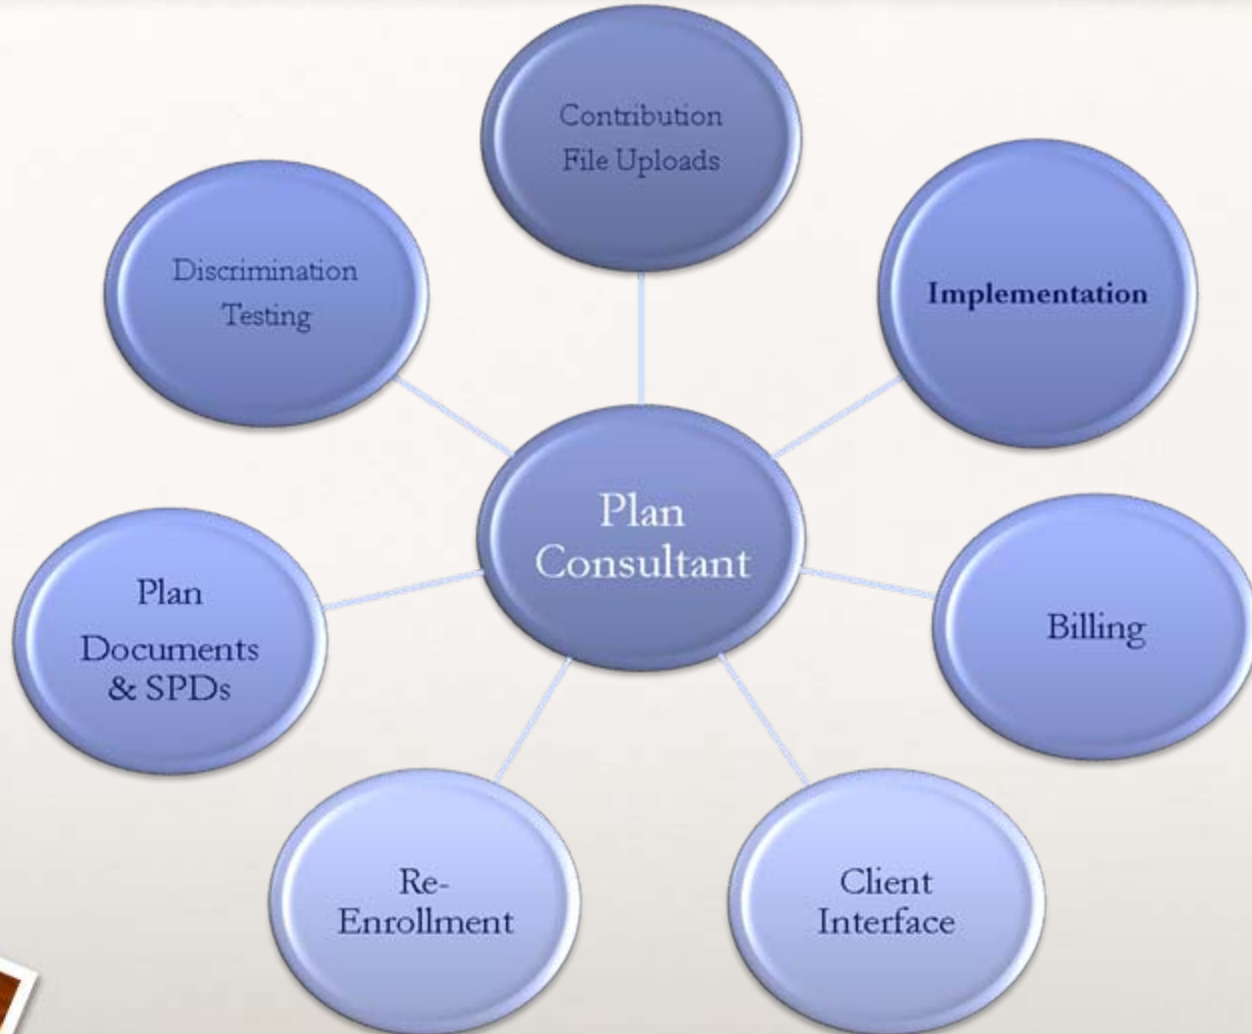 Contribution
File Uploads
Implementation
Billing
Client
Interface
Re-
Enrollment
Plan
Documents
& SPDs
Discrimination
Testing
Plan
Consultant